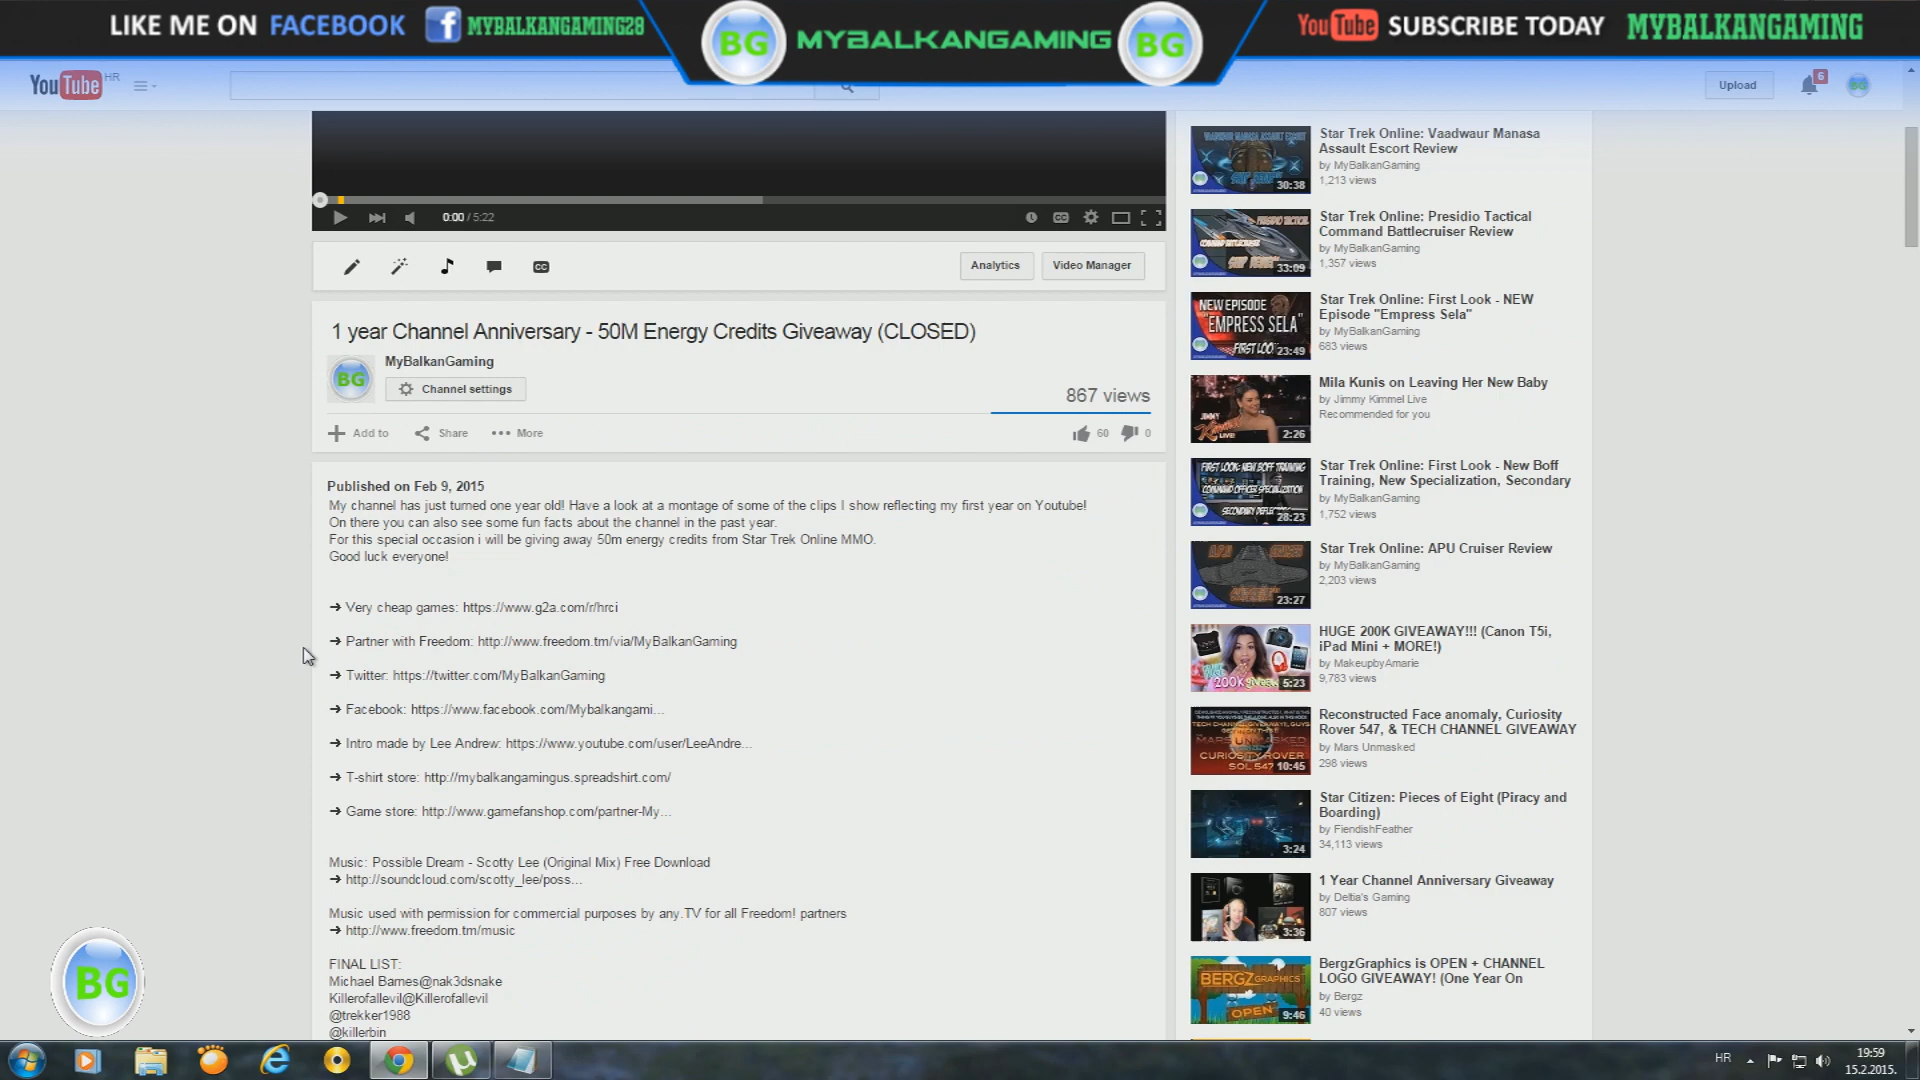 LIKE ME ON FACEBOOK f MYBALKANGAMING28
BG MYBALKANGAMING BG
YouTube SUBSCRIBE TODAY MYBALKANGAMING
YouTube HR
Upload
6
BG
0:00 / 5:22
CC
CC
Analytics
Video Manager
1 year Channel Anniversary - 50M Energy Credits Giveaway (CLOSED)
BG
MyBalkanGaming
Channel settings
867 views
Add to
Share
More
60
0
Published on Feb 9, 2015
My channel has just turned one year old! Have a look at a montage of some of the clips I show reflecting my first year on Youtube!
On there you can also see some fun facts about the channel in the past year.
For this special occasion i will be giving away 50m energy credits from Star Trek Online MMO.
Good luck everyone!
➔ Very cheap games: https://www.g2a.com/r/hrci
➔ Partner with Freedom: http://www.freedom.tm/via/MyBalkanGaming
➔ Twitter: https://twitter.com/MyBalkanGaming
➔ Facebook: https://www.facebook.com/Mybalkangami...
➔ Intro made by Lee Andrew: https://www.youtube.com/user/LeeAndre...
➔ T-shirt store: http://mybalkangamingus.spreadshirt.com/
➔ Game store: http://www.gamefanshop.com/partner-My...
Music: Possible Dream - Scotty Lee (Original Mix) Free Download
➔ http://soundcloud.com/scotty_lee/poss...
Music used with permission for commercial purposes by any.TV for all Freedom! partners
➔ http://www.freedom.tm/music
FINAL LIST:
Michael Barnes@nak3dsnake
Killerofallevil@Killerofallevil
@trekker1988
@killerbin
30:38
Star Trek Online: Vaadwaur Manasa
Assault Escort Review
by MyBalkanGaming
1,213 views
33:09
Star Trek Online: Presidio Tactical
Command Battlecruiser Review
by MyBalkanGaming
1,357 views
NEW EPISODE
"EMPRESS SELA"
23:49
Star Trek Online: First Look - NEW
Episode "Empress Sela"
by MyBalkanGaming
683 views
2:26
Mila Kunis on Leaving Her New Baby
by Jimmy Kimmel Live
Recommended for you
FIRST LOOK: NEW BOFF TRAINING
28:23
Star Trek Online: First Look - New Boff
Training, New Specialization, Secondary
by MyBalkanGaming
1,752 views
23:27
Star Trek Online: APU Cruiser Review
by MyBalkanGaming
2,203 views
200K
5:23
HUGE 200K GIVEAWAY!!! (Canon T5i,
iPad Mini + MORE!)
by MakeupbyAmarie
9,783 views
MARS UNMASKED
CURIOSITY ROVER
SOL 547
10:45
Reconstructed Face anomaly, Curiosity
Rover 547, & TECH CHANNEL GIVEAWAY
by Mars Unmasked
298 views
3:24
Star Citizen: Pieces of Eight (Piracy and
Boarding)
by FiendishFeather
34,113 views
3:36
1 Year Channel Anniversary Giveaway
by Deltia's Gaming
807 views
BERGZ GRAPHICS
OPEN
9:46
BergzGraphics is OPEN + CHANNEL
LOGO GIVEAWAY! (One Year On
by Bergz
40 views
BG
HR
19:59
15.2.2015.